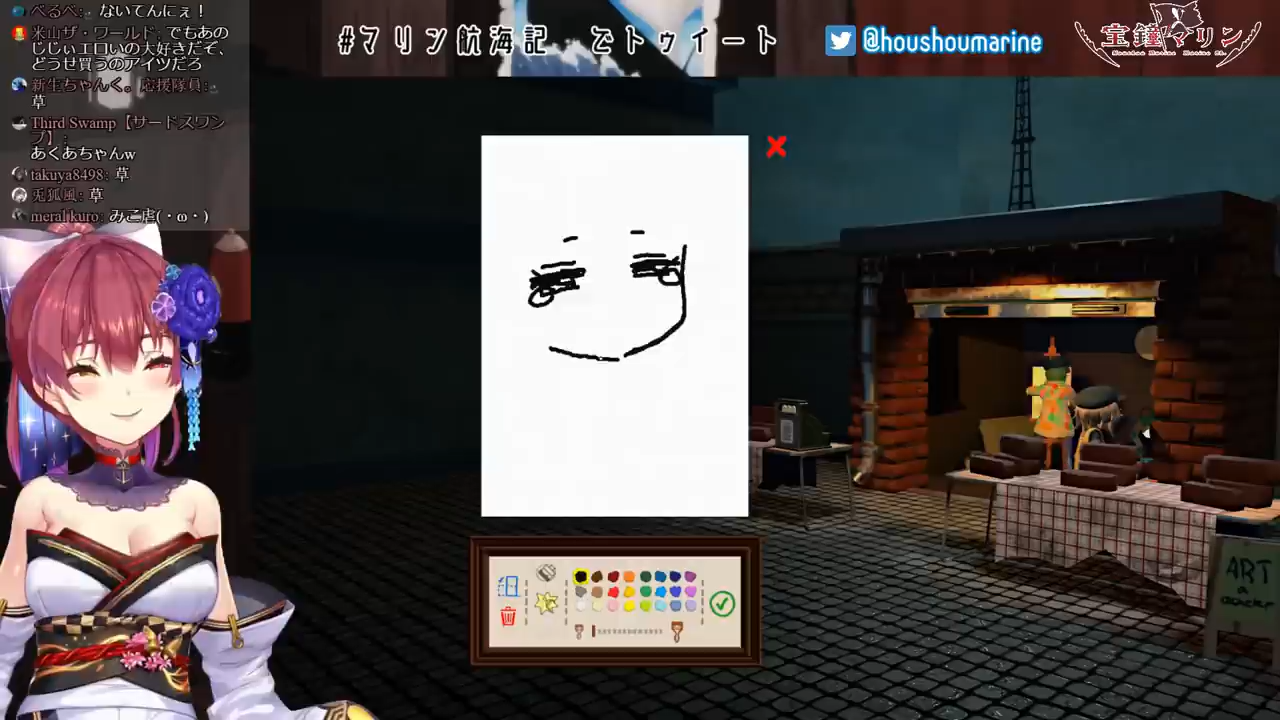 べるべ: ないてんにぇ！
米山ザ・ワールド: でもあの
じじぃエロいの大好きだぞ、
どうせ買うのアイツだろ
新生ちゃんく。応援隊員:
草
Third Swamp【サードスワン
プ】:
あくあちゃんw
takuya8498: 草
兎狐風: 草
meral kuro: みこ虐(・ω・)
#マリン航海記 でトゥイート
@houshoumarine
宝鐘マリン
ART